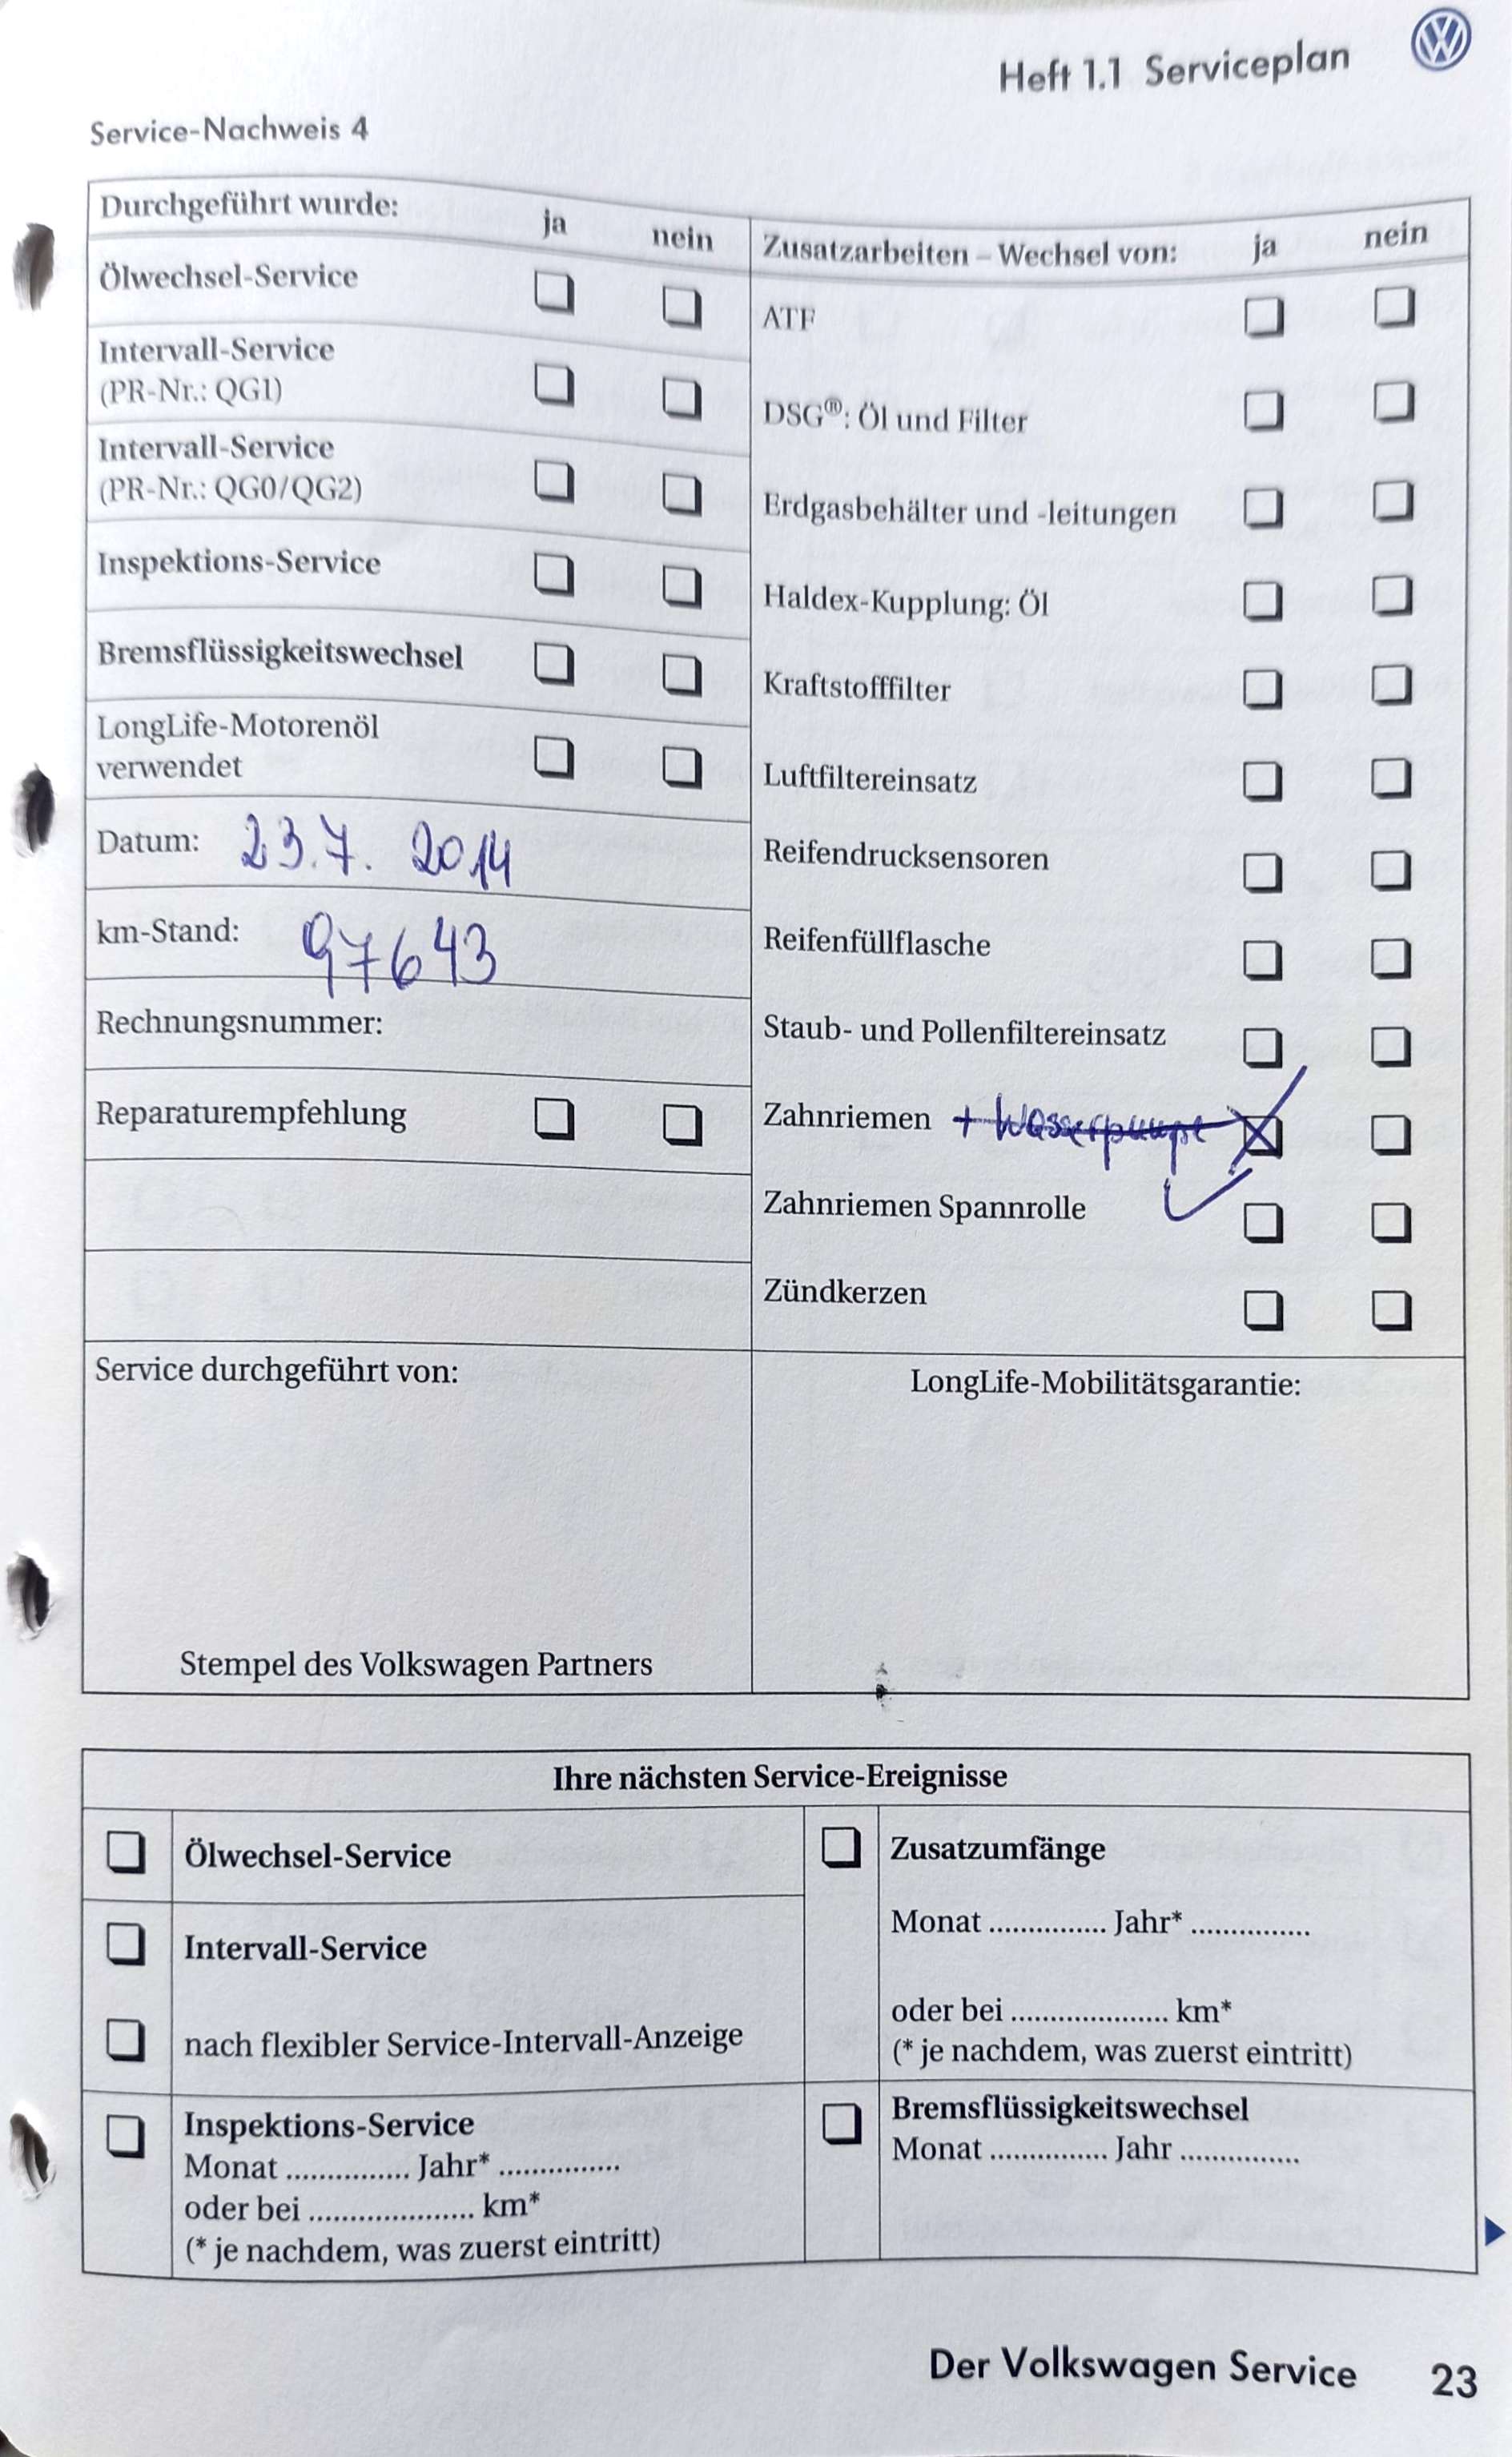 Heft 1.1 Serviceplan
Service-Nachweis 4
Durchgeführt wurde: ja nein
Ölwechsel-Service
Intervall-Service
(PR-Nr.: QG1)
Intervall-Service
(PR-Nr.: QG0/QG2)
Inspektions-Service
Bremsflüssigkeitswechsel
LongLife-Motorenöl
verwendet
Datum: 23.7. 2014
km-Stand: 97643
Rechnungsnummer:
Reparaturempfehlung
Zusatzarbeiten – Wechsel von: ja nein
ATF
DSG®: Öl und Filter
Erdgasbehälter und -leitungen
Haldex-Kupplung: Öl
Kraftstofffilter
Luftfiltereinsatz
Reifendrucksensoren
Reifenfüllflasche
Staub- und Pollenfiltereinsatz
Zahnriemen + Wasserpumpe
Zahnriemen Spannrolle
Zündkerzen
Service durchgeführt von:
Stempel des Volkswagen Partners
LongLife-Mobilitätsgarantie:
Ihre nächsten Service-Ereignisse
Ölwechsel-Service
Intervall-Service
nach flexibler Service-Intervall-Anzeige
Inspektions-Service
Monat ............... Jahr* ...............
oder bei .................... km*
(* je nachdem, was zuerst eintritt)
Zusatzumfänge
Monat .............. Jahr* ...............
oder bei ................... km*
(* je nachdem, was zuerst eintritt)
Bremsflüssigkeitswechsel
Monat .............. Jahr ...............
Der Volkswagen Service 23